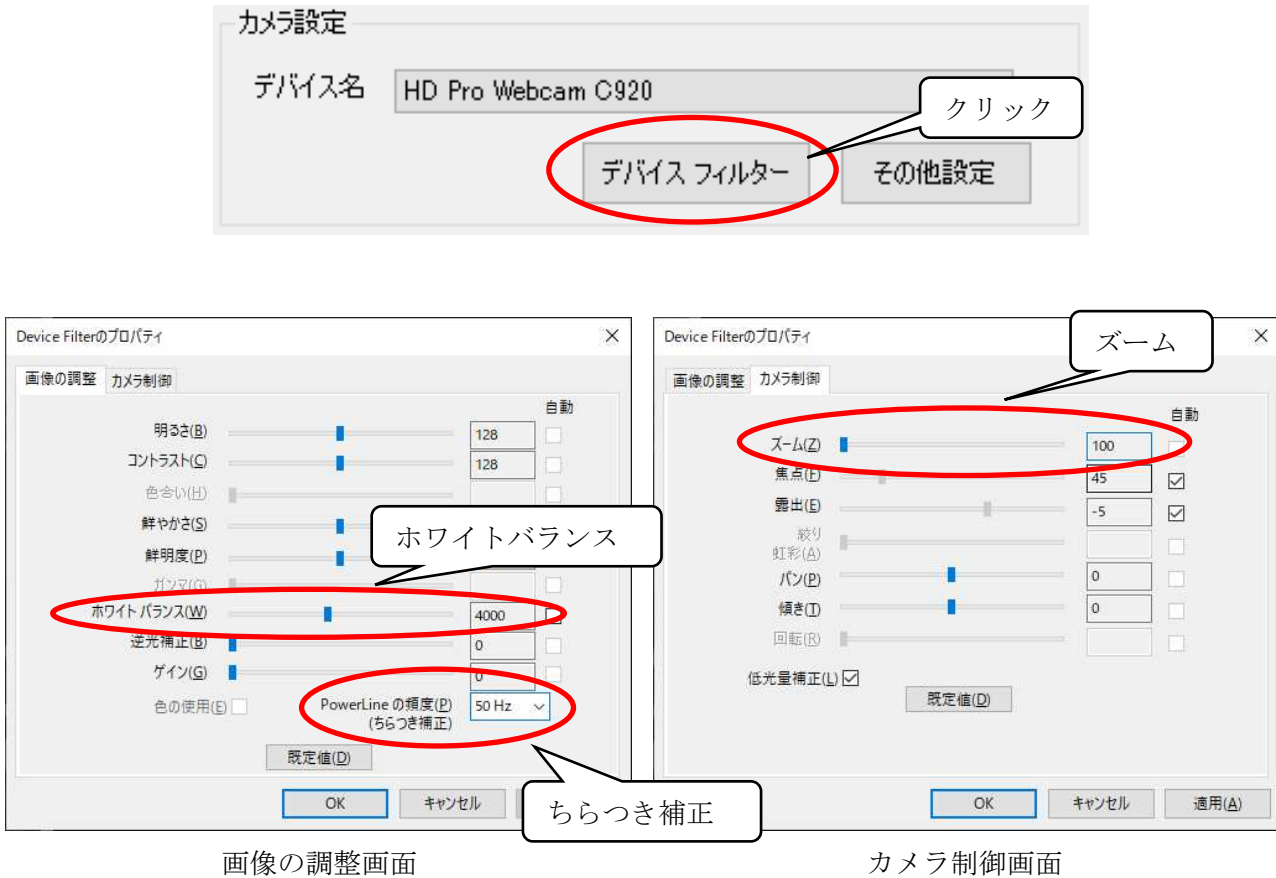 カメラ設定
デバイス名 HD Pro Webcam C920
クリック
デバイス フィルター その他設定
Device Filterのプロパティ
画像の調整 カメラ制御
自動
明るさ(B) 128
コントラスト(C) 128
色合い(H)
鮮やかさ(S)
鮮明度(P)
ホワイトバランス
ガンマ(G)
ホワイト バランス(W) 4000
逆光補正(B) 0
ゲイン(G) 0
色の使用(E) PowerLine の頻度(P) 50 Hz
(ちらつき補正)
既定値(D)
OK キャンセル
ちらつき補正
画像の調整画面
Device Filterのプロパティ
ズーム
画像の調整 カメラ制御
自動
ズーム(Z) 100
焦点(F) 45
露出(E) -5
絞り
虹彩(A)
パン(P) 0
傾き(T) 0
回転(R)
低光量補正(L)
既定値(D)
OK キャンセル 適用(A)
カメラ制御画面